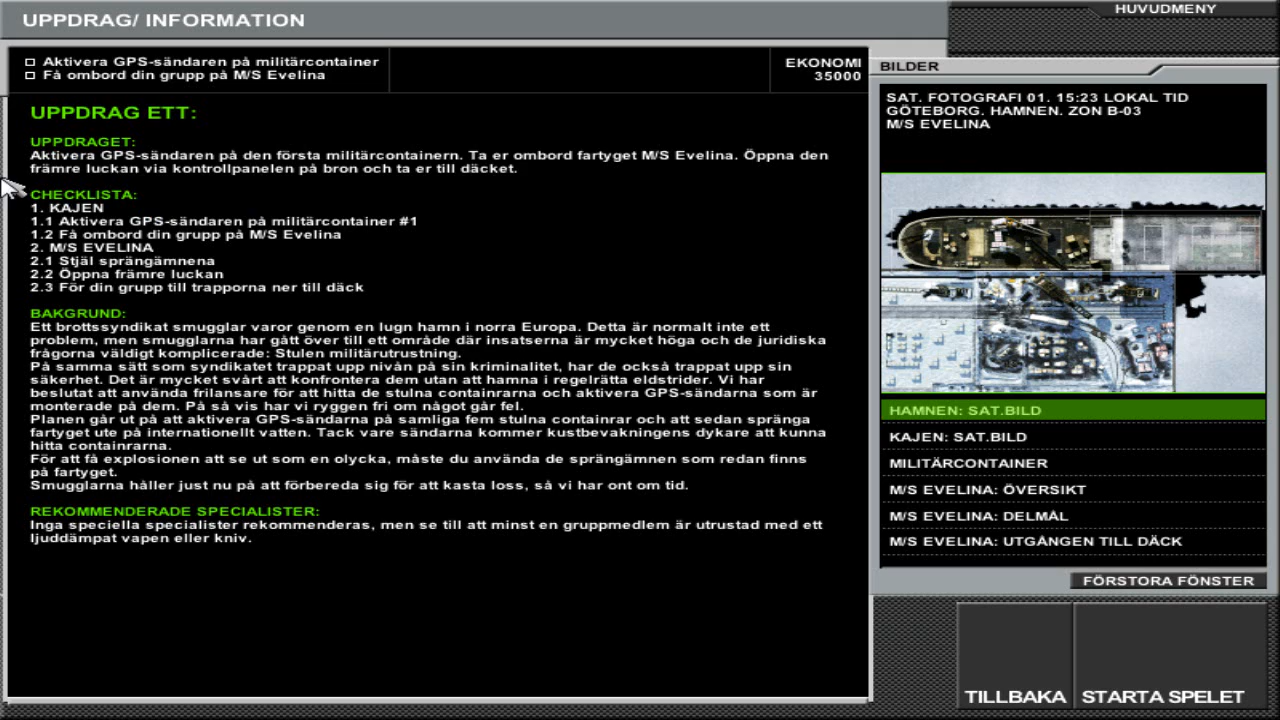 UPPDRAG/ INFORMATION
HUVUDMENY
Aktivera GPS-sändaren på militärcontainer
Få ombord din grupp på M/S Evelina
EKONOMI
35000
UPPDRAG ETT:
UPPDRAGET:
Aktivera GPS-sändaren på den första militärcontainern. Ta er ombord fartyget M/S Evelina. Öppna den
främre luckan via kontrollpanelen på bron och ta er till däcket.
CHECKLISTA:
1. KAJEN
1.1 Aktivera GPS-sändaren på militärcontainer #1
1.2 Få ombord din grupp på M/S Evelina
2. M/S EVELINA
2.1 Stjäl sprängämnena
2.2 Öppna främre luckan
2.3 För din grupp till trapporna ner till däck
BAKGRUND:
Ett brottssyndikat smugglar varor genom en lugn hamn i norra Europa. Detta är normalt inte ett
problem, men smugglarna har gått över till ett område där insatserna är mycket höga och de juridiska
frågorna väldigt komplicerade: Stulen militärutrustning.
På samma sätt som syndikatet trappat upp nivån på sin kriminalitet, har de också trappat upp sin
säkerhet. Det är mycket svårt att konfrontera dem utan att hamna i regelrätta eldstrider. Vi har
beslutat att använda frilansare för att hitta de stulna containrarna och aktivera GPS-sändarna som är
monterade på dem. På så vis har vi ryggen fri om något går fel.
Planen går ut på att aktivera GPS-sändarna på samliga fem stulna containrar och att sedan spränga
fartyget ute på internationellt vatten. Tack vare sändarna kommer kustbevakningens dykare att kunna
hitta containrarna.
För att få explosionen att se ut som en olycka, måste du använda de sprängämnen som redan finns
på fartyget.
Smugglarna håller just nu på att förbereda sig för att kasta loss, så vi har ont om tid.
REKOMMENDERADE SPECIALISTER:
Inga speciella specialister rekommenderas, men se till att minst en gruppmedlem är utrustad med ett
ljuddämpat vapen eller kniv.
BILDER
SAT. FOTOGRAFI 01. 15:23 LOKAL TID
GÖTEBORG. HAMNEN. ZON B-03
M/S EVELINA
HAMNEN: SAT.BILD
KAJEN: SAT.BILD
MILITÄRCONTAINER
M/S EVELINA: ÖVERSIKT
M/S EVELINA: DELMÅL
M/S EVELINA: UTGÅNGEN TILL DÄCK
FÖRSTORA FÖNSTER
TILLBAKA
STARTA SPELET